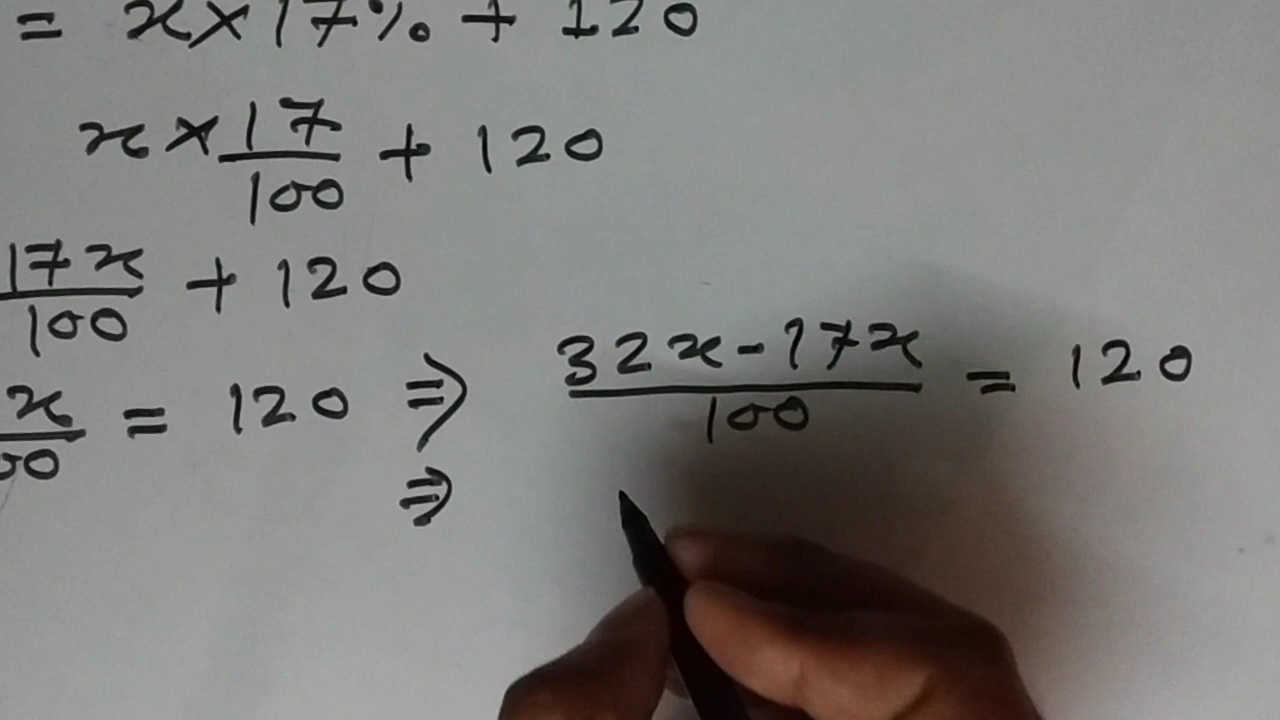 = x × 17% + 120
x × 17/100 + 120
17x/100 + 120
x/00 = 120 ⇒ (32x - 17x)/100 = 120
⇒